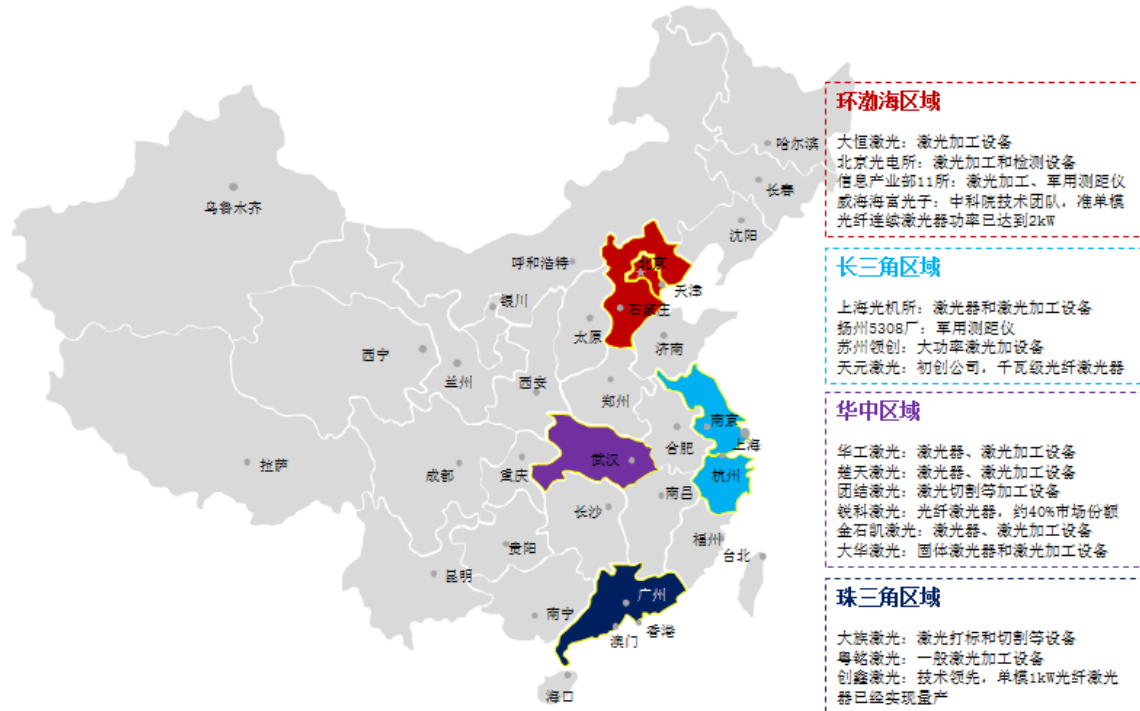 哈尔滨
长春
乌鲁木齐
沈阳
呼和浩特
北京
天津
银川
石家庄
太原
济南
西宁
兰州
西安
郑州
南京
合肥
上海
拉萨
成都
重庆
武汉
杭州
南昌
长沙
福州
贵阳
台北
昆明
广州
南宁
香港
澳门
海口
环渤海区域
大恒激光：激光加工设备
北京光电所：激光加工和检测设备
信息产业部11所：激光加工、军用测距仪
威海海富光子：中科院技术团队，准单模
光纤连续激光器功率已达到2kW
长三角区域
上海光机所：激光器和激光加工设备
扬州5308厂：军用测距仪
苏州领创：大功率激光加设备
天元激光：初创公司，千瓦级光纤激光器
华中区域
华工激光：激光器、激光加工设备
楚天激光：激光器、激光加工设备
团结激光：激光切割等加工设备
锐科激光：光纤激光器，约40%市场份额
金石凯激光：激光器、激光加工设备
大华激光：固体激光器和激光加工设备
珠三角区域
大族激光：激光打标和切割等设备
粤铭激光：一般激光加工设备
创鑫激光：技术领先，单模1kW光纤激光
器已经实现量产